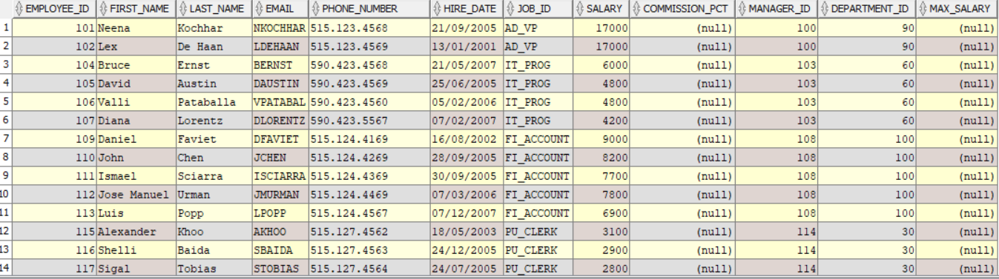 EMPLOYEE_ID FIRST_NAME LAST_NAME EMAIL PHONE_NUMBER HIRE_DATE JOB_ID SALARY COMMISSION_PCT MANAGER_ID DEPARTMENT_ID MAX_SALARY
1 101 Neena Kochhar NKOCHHAR 515.123.4568 21/09/2005 AD_VP 17000 (null) 100 90 (null)
2 102 Lex De Haan LDEHAAN 515.123.4569 13/01/2001 AD_VP 17000 (null) 100 90 (null)
3 104 Bruce Ernst BERNST 590.423.4568 21/05/2007 IT_PROG 6000 (null) 103 60 (null)
4 105 David Austin DAUSTIN 590.423.4569 25/06/2005 IT_PROG 4800 (null) 103 60 (null)
5 106 Valli Pataballa VPATABAL 590.423.4560 05/02/2006 IT_PROG 4800 (null) 103 60 (null)
6 107 Diana Lorentz DLORENTZ 590.423.5567 07/02/2007 IT_PROG 4200 (null) 103 60 (null)
7 109 Daniel Faviet DFAVIET 515.124.4169 16/08/2002 FI_ACCOUNT 9000 (null) 108 100 (null)
8 110 John Chen JCHEN 515.124.4269 28/09/2005 FI_ACCOUNT 8200 (null) 108 100 (null)
9 111 Ismael Sciarra ISCIARRA 515.124.4369 30/09/2005 FI_ACCOUNT 7700 (null) 108 100 (null)
10 112 Jose Manuel Urman JMURMAN 515.124.4469 07/03/2006 FI_ACCOUNT 7800 (null) 108 100 (null)
11 113 Luis Popp LPOPP 515.124.4567 07/12/2007 FI_ACCOUNT 6900 (null) 108 100 (null)
12 115 Alexander Khoo AKHOO 515.127.4562 18/05/2003 PU_CLERK 3100 (null) 114 30 (null)
13 116 Shelli Baida SBAIDA 515.127.4563 24/12/2005 PU_CLERK 2900 (null) 114 30 (null)
14 117 Sigal Tobias STOBIAS 515.127.4564 24/07/2005 PU_CLERK 2800 (null) 114 30 (null)